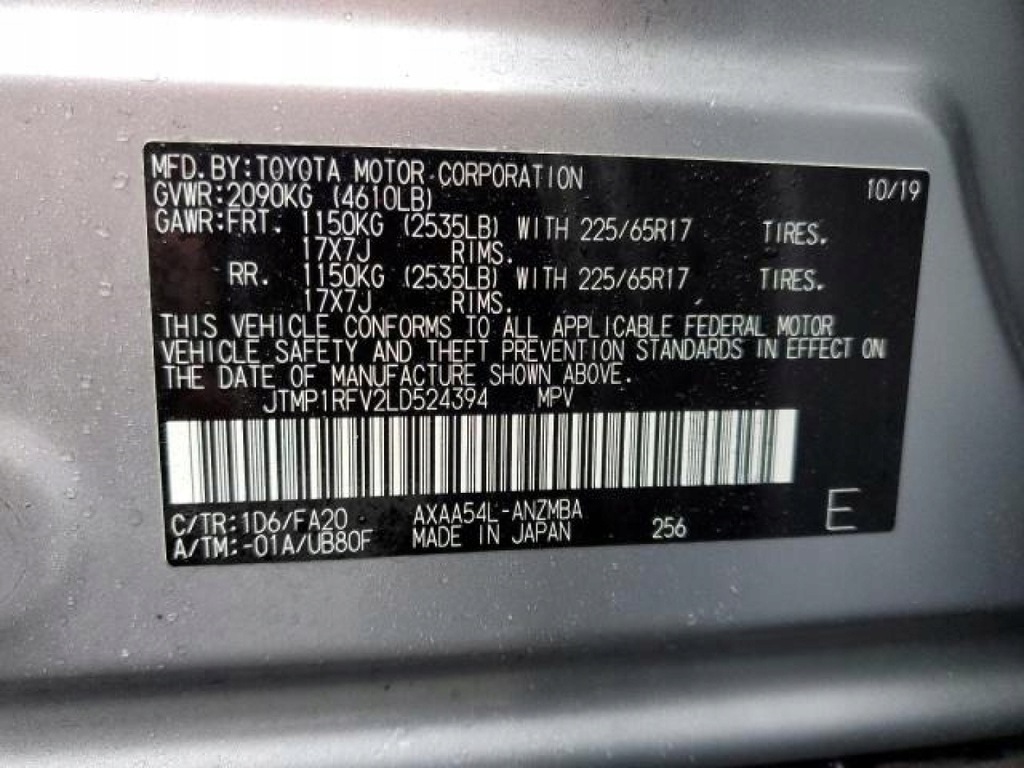 MFD.BY:TOYOTA MOTOR CORPORATION 10/19
GVWR:2090KG (4610LB)
GAWR:FRT. 1150KG (2535LB) WITH 225/65R17 TIRES.
17X7J RIMS.
RR. 1150KG (2535LB) WITH 225/65R17 TIRES.
17X7J RIMS.
THIS VEHICLE CONFORMS TO ALL APPLICABLE FEDERAL MOTOR
VEHICLE SAFETY AND THEFT PREVENTION STANDARDS IN EFFECT ON
THE DATE OF MANUFACTURE SHOWN ABOVE.
JTMP1RFV2LD524394 MPV
C/TR:1D6/FA20 AXAA54L-ANZMBA
A/TM:-01A/UB80F MADE IN JAPAN 256 E